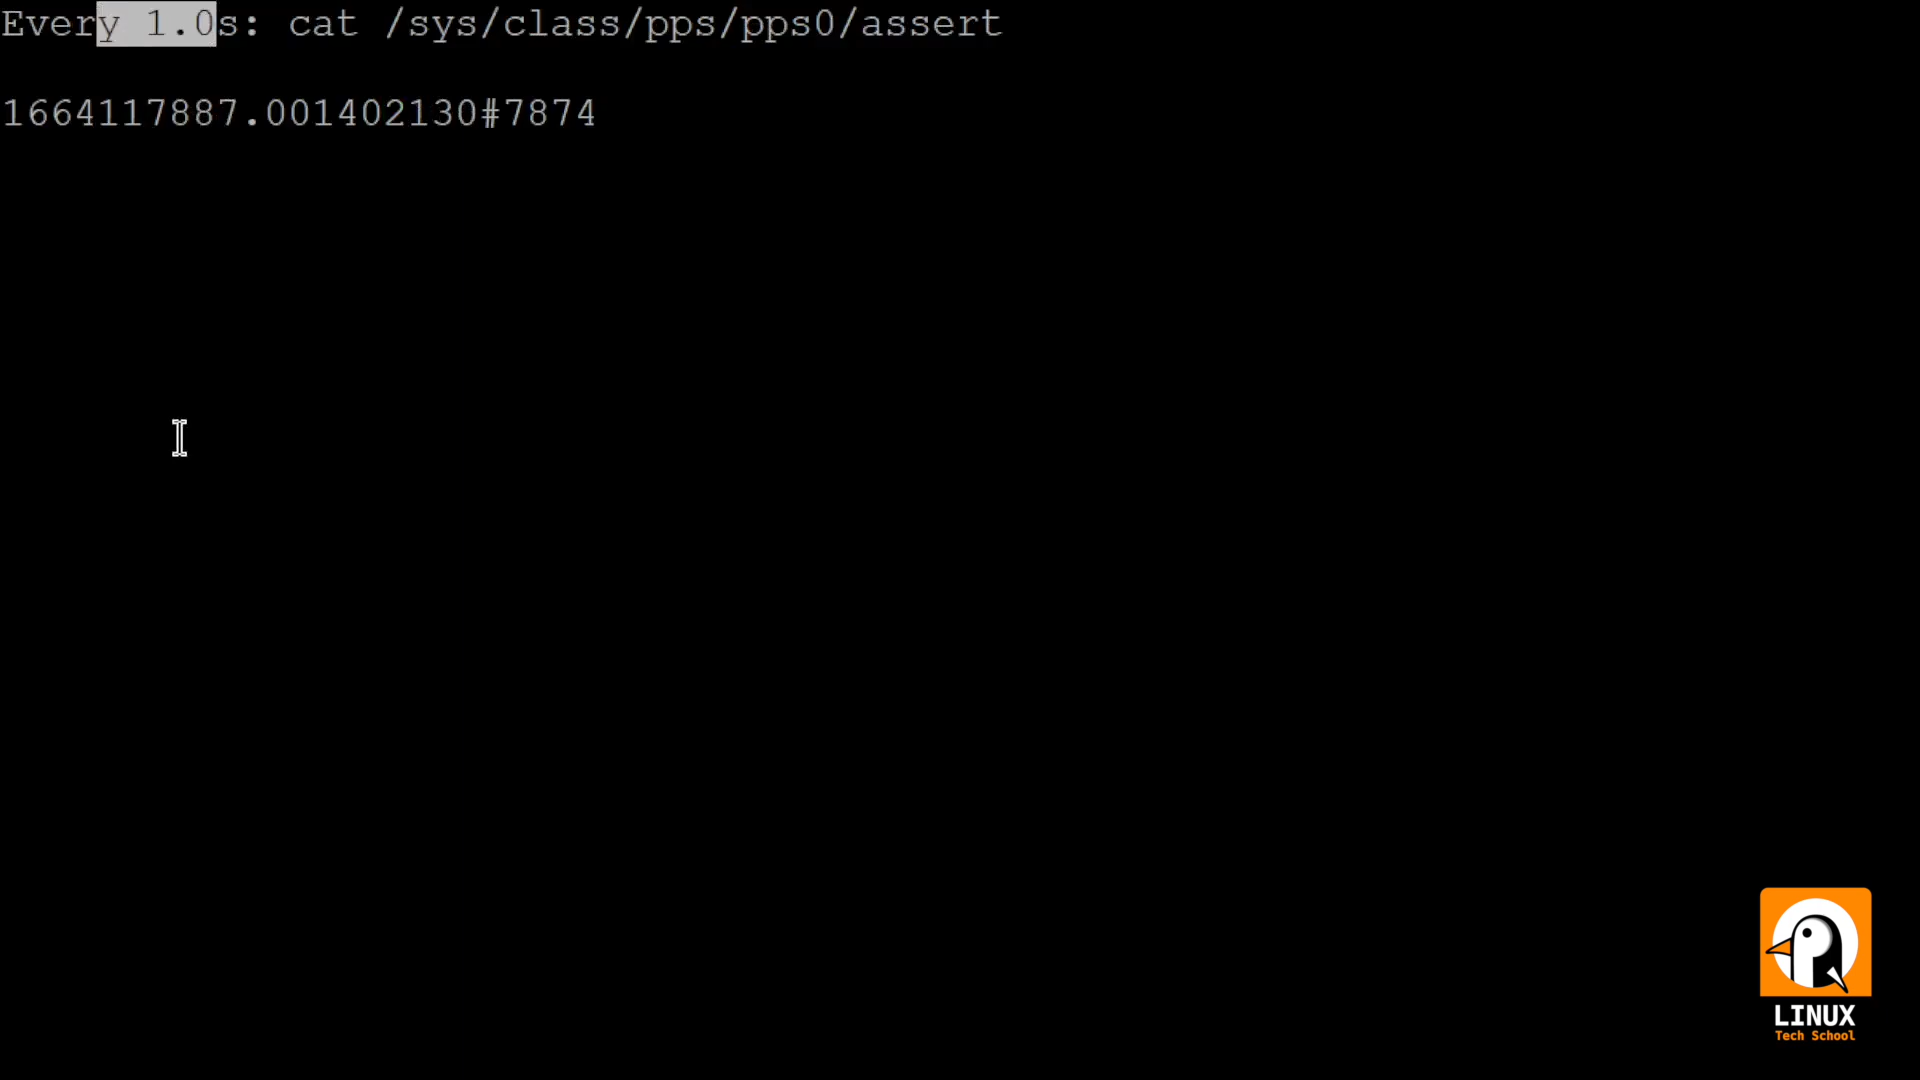 Every 1.0s: cat /sys/class/pps/pps0/assert
1664117887.001402130#7874
LINUX
Tech School